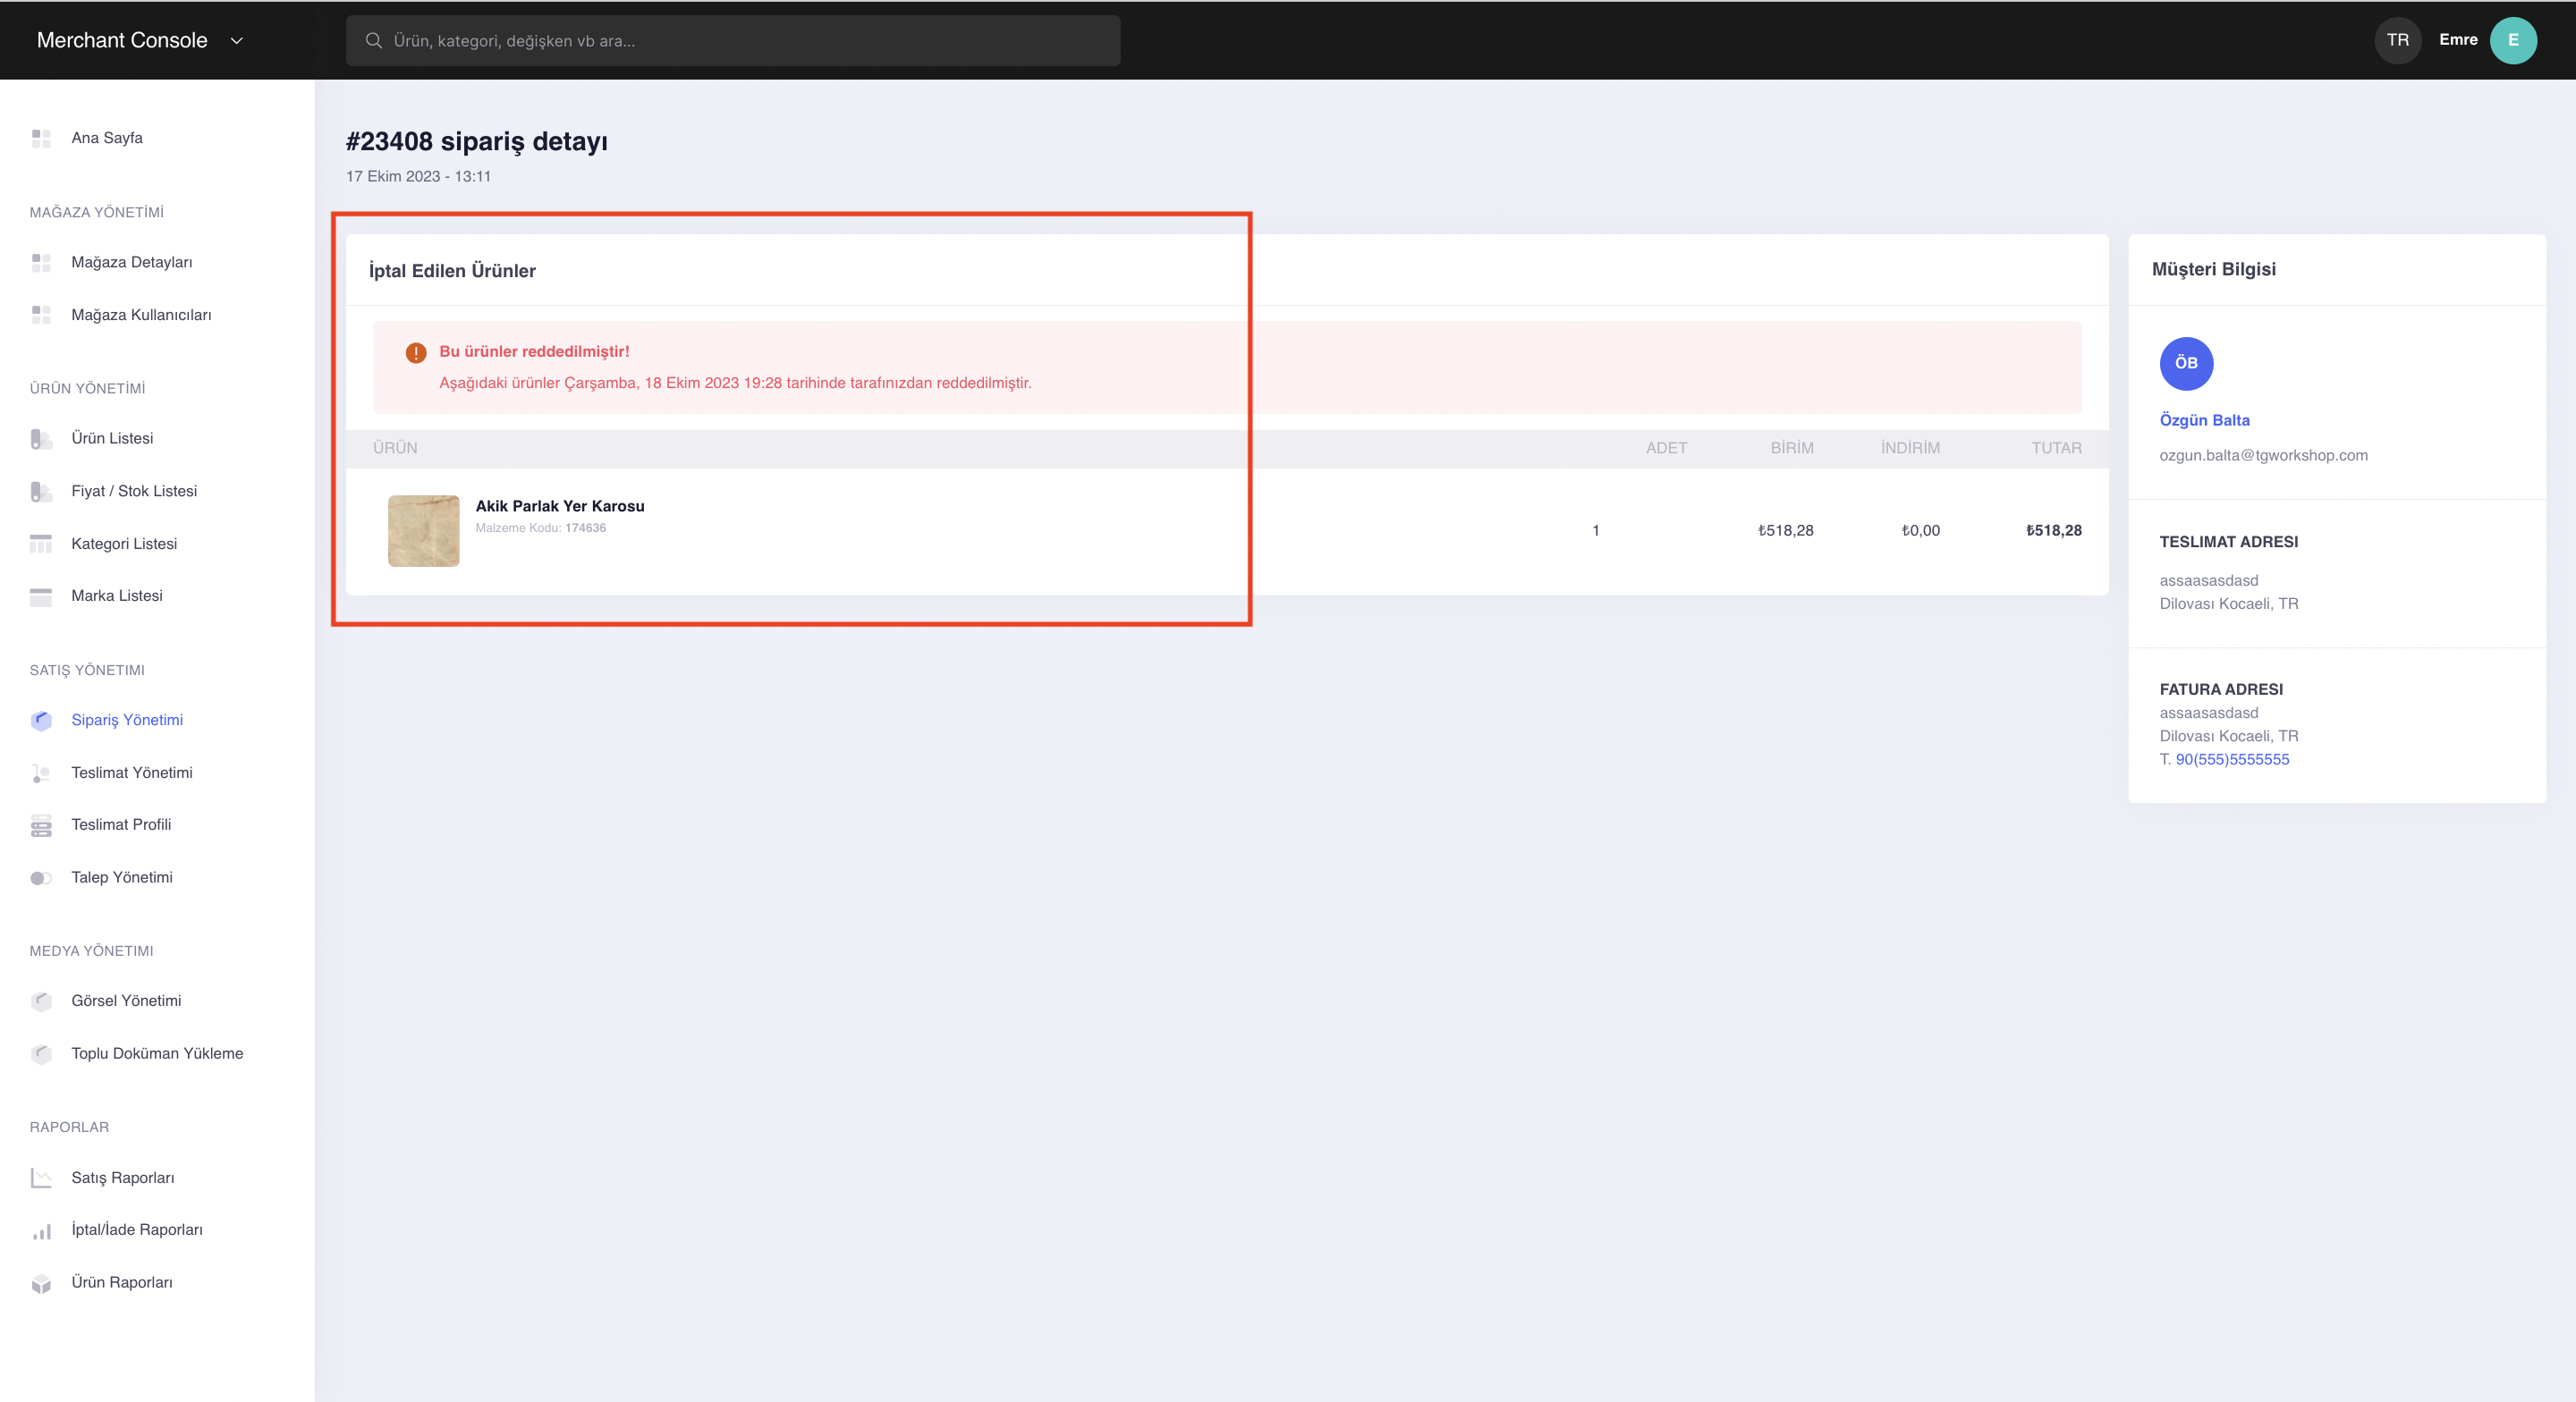 Merchant Console
Ürün, kategori, değişken vb ara...
TR
Emre
E
Ana Sayfa
MAĞAZA YÖNETİMİ
Mağaza Detayları
Mağaza Kullanıcıları
ÜRÜN YÖNETİMİ
Ürün Listesi
Fiyat / Stok Listesi
Kategori Listesi
Marka Listesi
SATIŞ YÖNETIMI
Sipariş Yönetimi
Teslimat Yönetimi
Teslimat Profili
Talep Yönetimi
MEDYA YÖNETIMI
Görsel Yönetimi
Toplu Doküman Yükleme
RAPORLAR
Satış Raporları
İptal/İade Raporları
Ürün Raporları
#23408 sipariş detayı
17 Ekim 2023 - 13:11
İptal Edilen Ürünler
Bu ürünler reddedilmiştir!
Aşağıdaki ürünler Çarşamba, 18 Ekim 2023 19:28 tarihinde tarafınızdan reddedilmiştir.
ÜRÜN ADET BİRİM İNDİRİM TUTAR
Akik Parlak Yer Karosu
Malzeme Kodu: 174636
1 ₺518,28 ₺0,00 ₺518,28
Müşteri Bilgisi
ÖB
Özgün Balta
ozgun.balta@tgworkshop.com
TESLIMAT ADRESI
assaasasdasd
Dilovası Kocaeli, TR
FATURA ADRESI
assaasasdasd
Dilovası Kocaeli, TR
T. 90(555)5555555